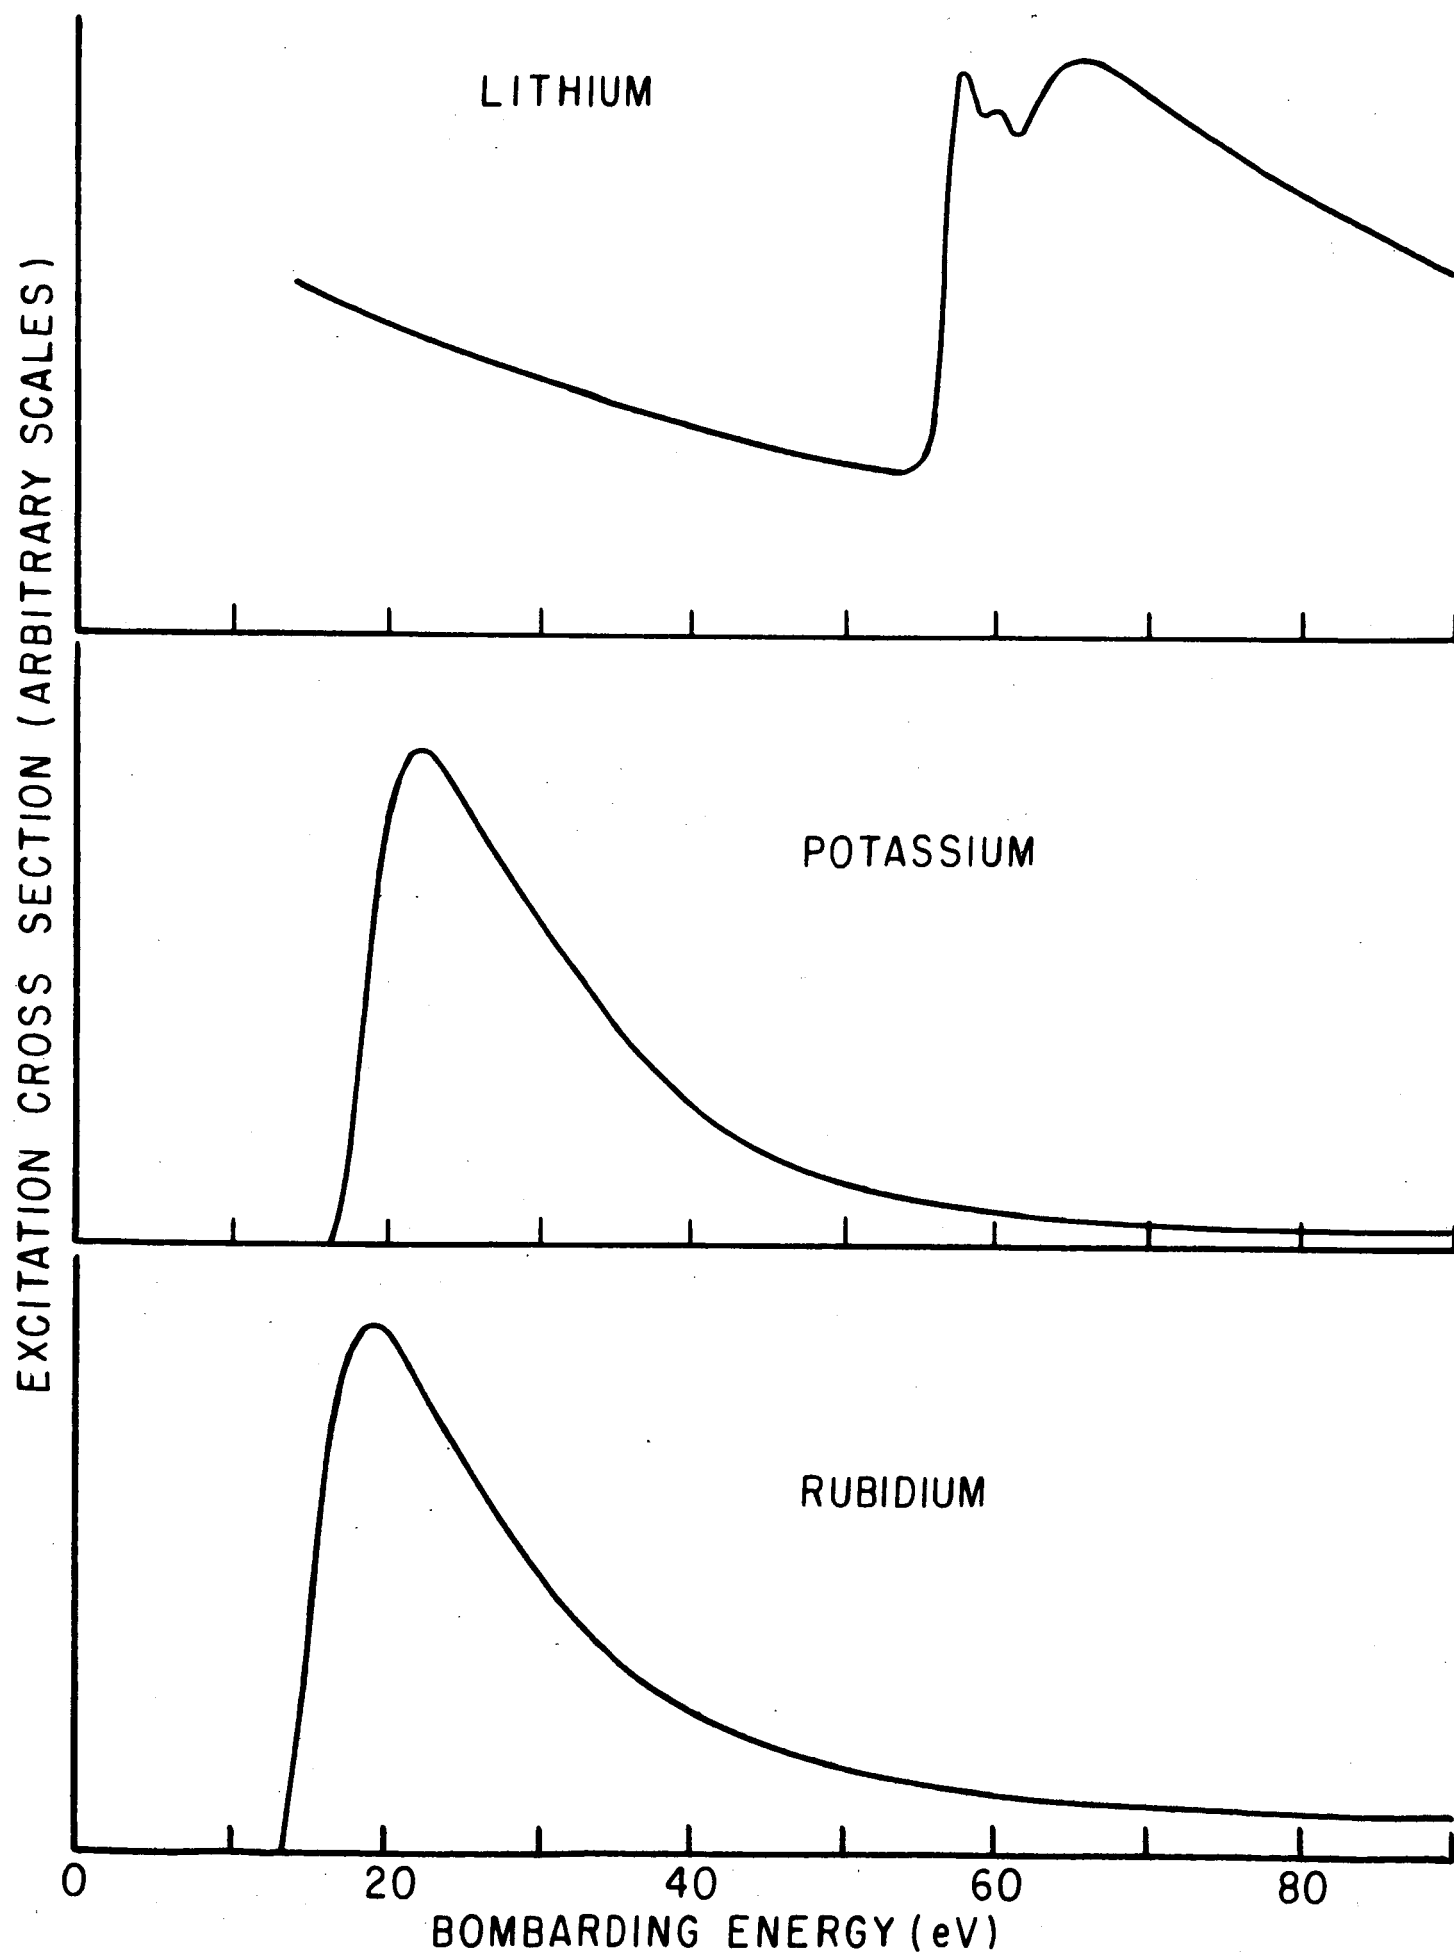 LITHIUM
EXCITATION CROSS SECTION (ARBITRARY SCALES)
POTASSIUM
RUBIDIUM
0 20 40 60 80
BOMBARDING ENERGY (eV)